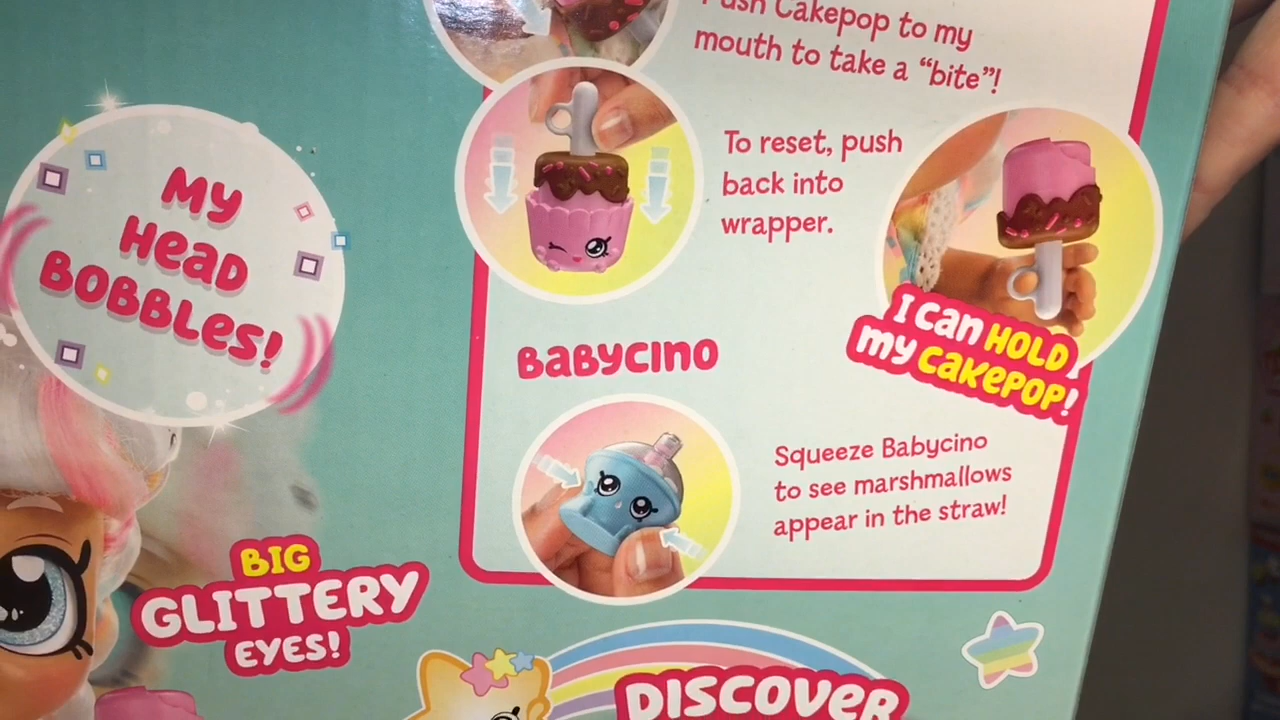 Push Cakepop to my
mouth to take a "bite"!
To reset, push
back into
wrapper.
I can HOLD
my CAKEPOP!
MY
HEAD
BOBBLES!
BABYCINO
Squeeze Babycino
to see marshmallows
appear in the straw!
BIG
GLITTERY
EYES!
DISCOVER